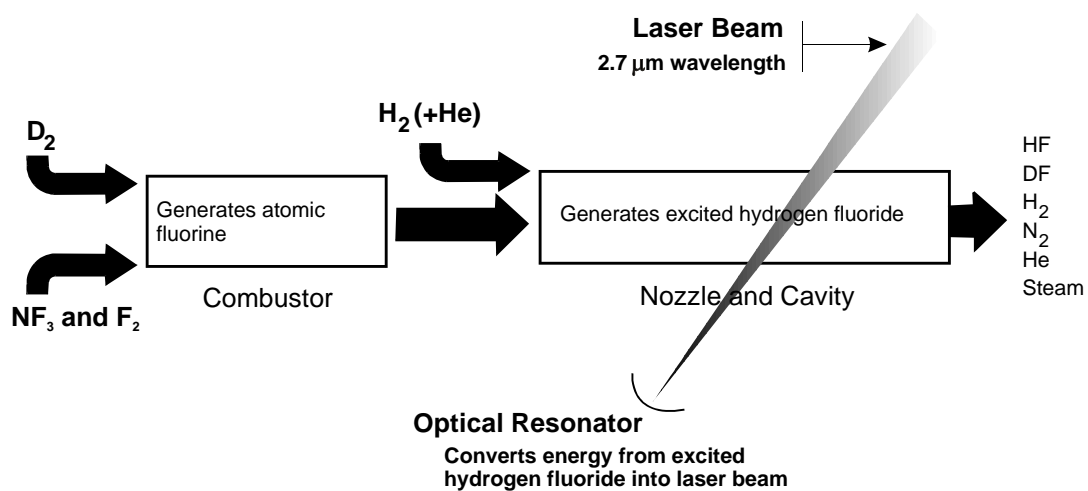 Laser Beam
2.7 μm wavelength
H₂ (+He)
D₂
Generates atomic
fluorine
Combustor
NF₃ and F₂
Generates excited hydrogen fluoride
Nozzle and Cavity
HF
DF
H₂
N₂
He
Steam
Optical Resonator
Converts energy from excited
hydrogen fluoride into laser beam